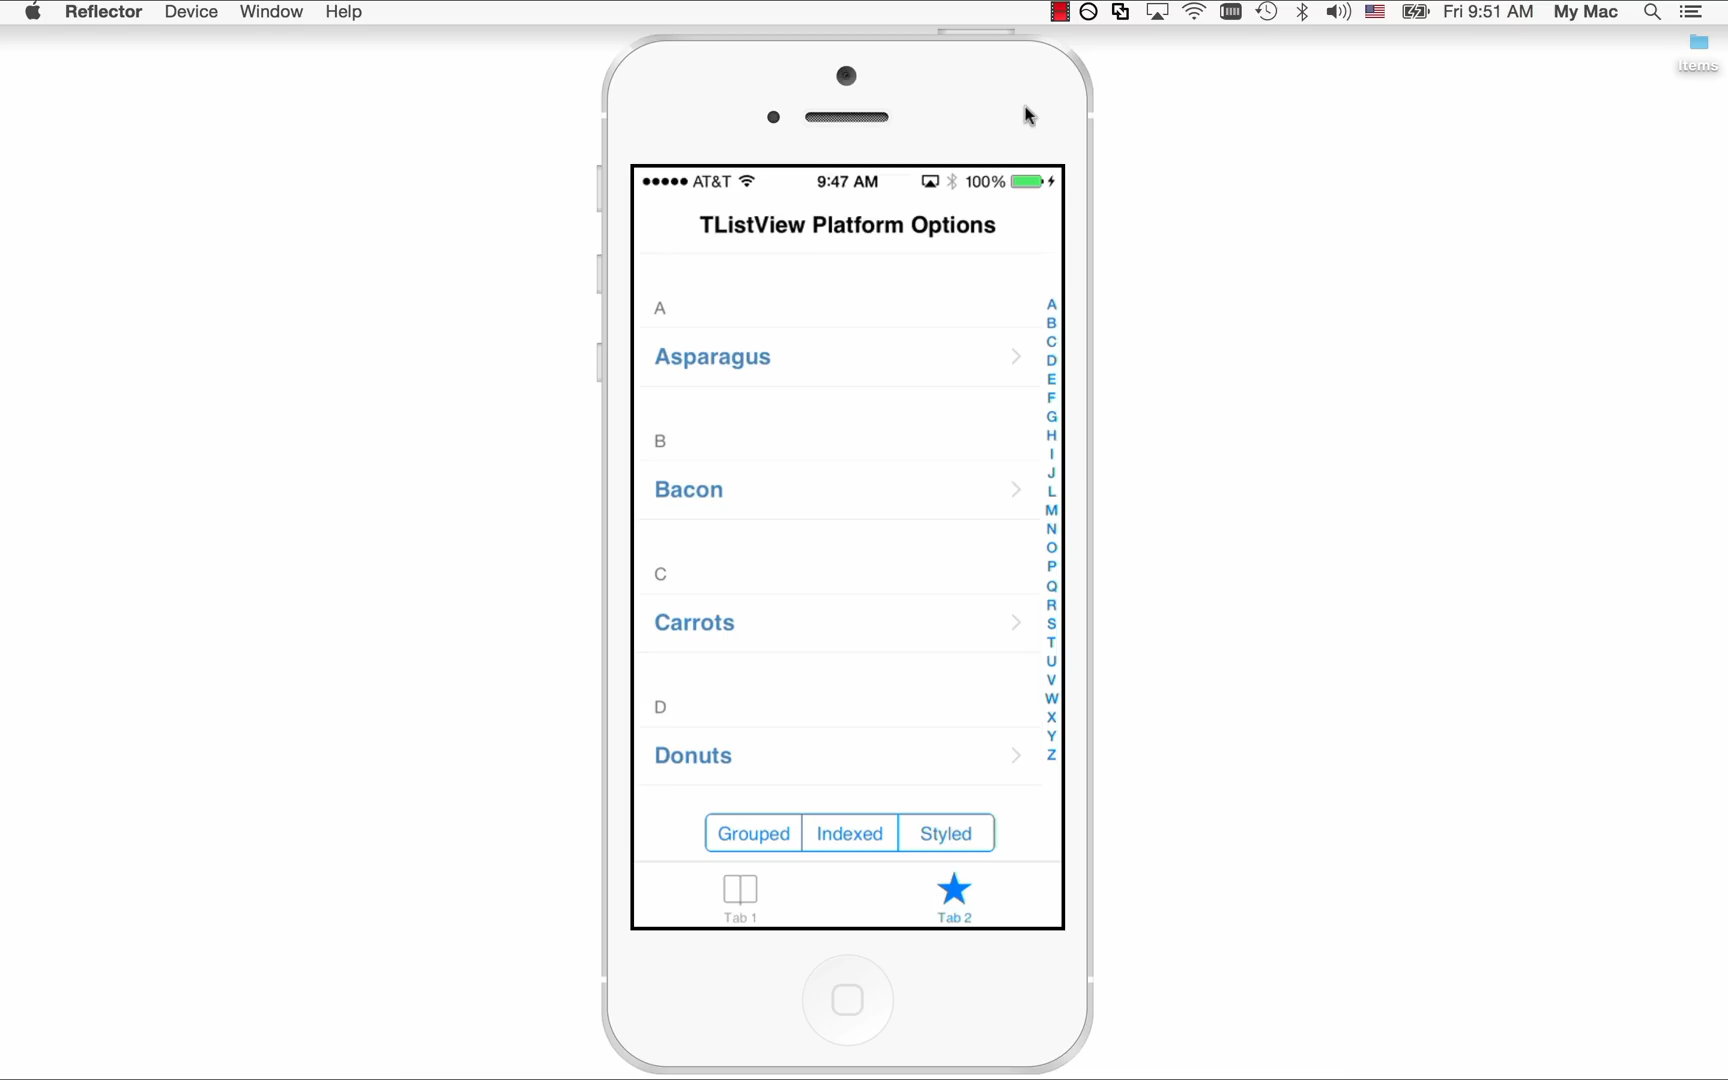 Reflector Device Window Help Fri 9:51 AM My Mac
Items
AT&T 9:47 AM 100%
TListView Platform Options
A
Asparagus
B
Bacon
C
Carrots
D
Donuts
A
B
C
D
E
F
G
H
I
J
L
M
N
O
P
Q
R
S
T
U
V
W
X
Y
Z
Grouped Indexed Styled
Tab 1 Tab 2